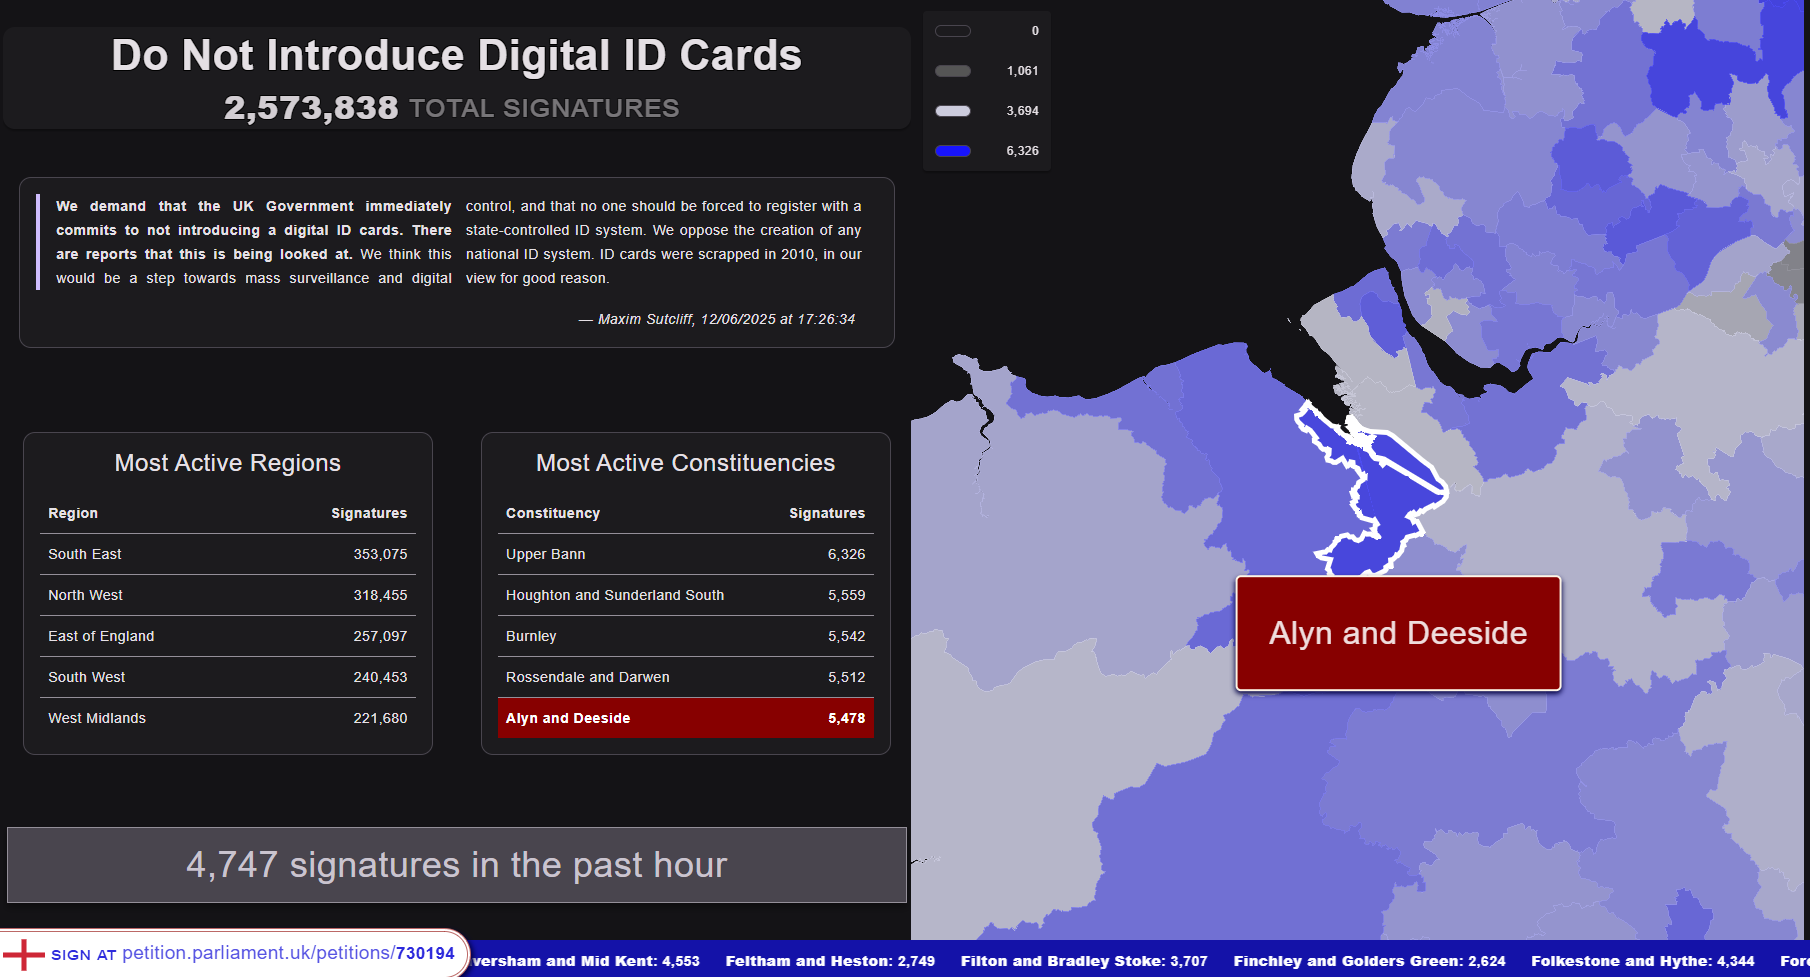 Do Not Introduce Digital ID Cards
2,573,838 TOTAL SIGNATURES
We demand that the UK Government immediately
commits to not introducing a digital ID cards. There
are reports that this is being looked at. We think this
would be a step towards mass surveillance and digital
control, and that no one should be forced to register with a
state-controlled ID system. We oppose the creation of any
national ID system. ID cards were scrapped in 2010, in our
view for good reason.
— Maxim Sutcliff, 12/06/2025 at 17:26:34
Most Active Regions
Region Signatures
South East 353,075
North West 318,455
East of England 257,097
South West 240,453
West Midlands 221,680
Most Active Constituencies
Constituency Signatures
Upper Bann 6,326
Houghton and Sunderland South 5,559
Burnley 5,542
Rossendale and Darwen 5,512
Alyn and Deeside 5,478
4,747 signatures in the past hour
0
1,061
3,694
6,326
Alyn and Deeside
SIGN AT petition.parliament.uk/petitions/730194
versham and Mid Kent: 4,553 Feltham and Heston: 2,749 Filton and Bradley Stoke: 3,707 Finchley and Golders Green: 2,624 Folkestone and Hythe: 4,344 For